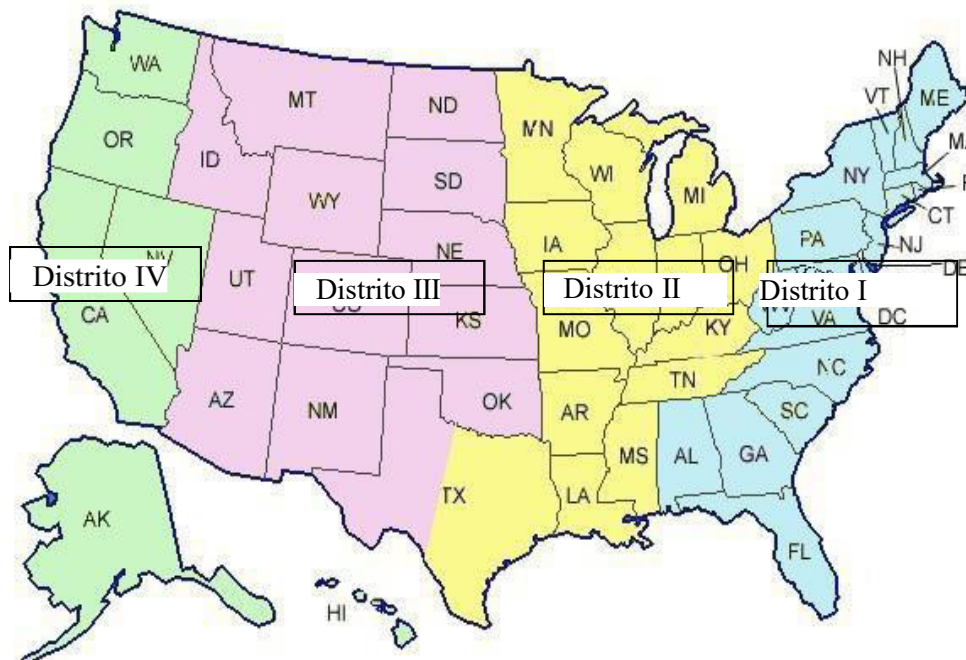 NH
WA
VT
ME
MT
ND
MN
OR
ID
MA
WI
SD
NY
MI
WY
CT
IA
PA
NE
NJ
OH
DE
NV
UT
Distrito IV
Distrito III
Distrito II
Distrito I
CA
KS
MO
KY
VA
DC
NC
TN
AZ
NM
OK
AR
SC
MS
AL
GA
TX
LA
AK
FL
HI